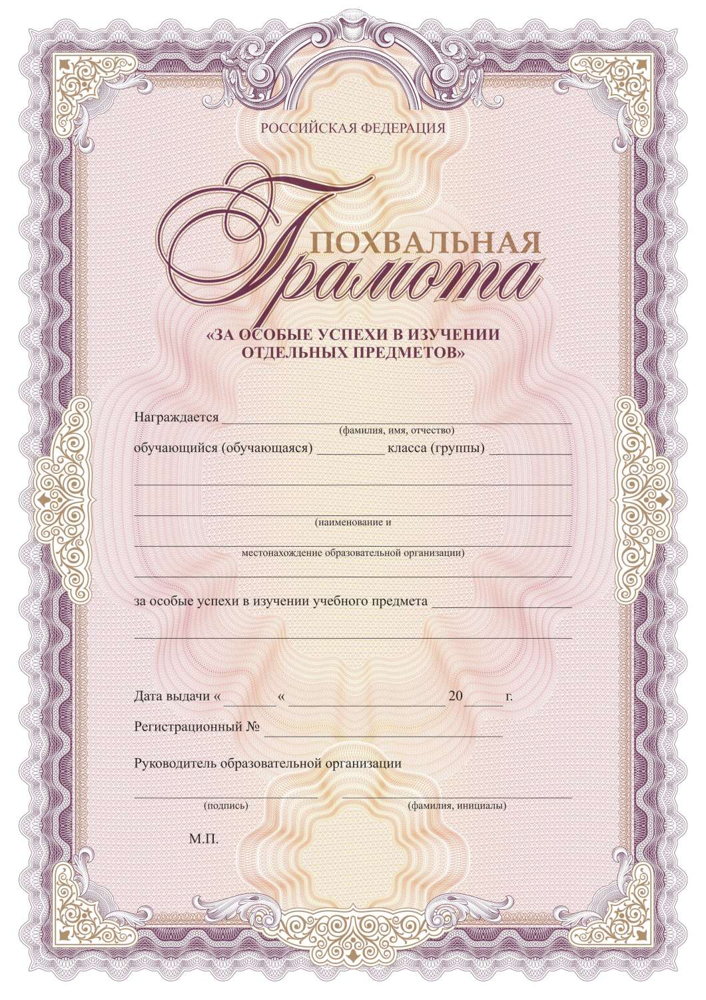 РОССИЙСКАЯ ФЕДЕРАЦИЯ
ПОХВАЛЬНАЯ
Грамота
«ЗА ОСОБЫЕ УСПЕХИ В ИЗУЧЕНИИ
ОТДЕЛЬНЫХ ПРЕДМЕТОВ»
Награждается
(фамилия, имя, отчество)
обучающийся (обучающаяся) класса (группы)
(наименование и
местонахождение образовательной организации)
за особые успехи в изучении учебного предмета
Дата выдачи « « 20 г.
Регистрационный №
Руководитель образовательной организации
(подпись) (фамилия, инициалы)
М.П.